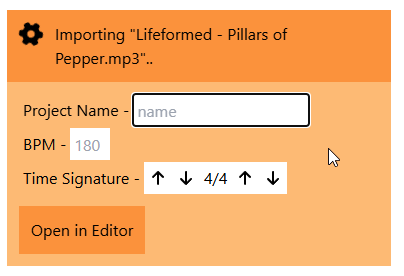 Importing "Lifeformed - Pillars of
Pepper.mp3"..
Project Name - name
BPM - 180
Time Signature - ↑ ↓ 4/4 ↑ ↓
Open in Editor